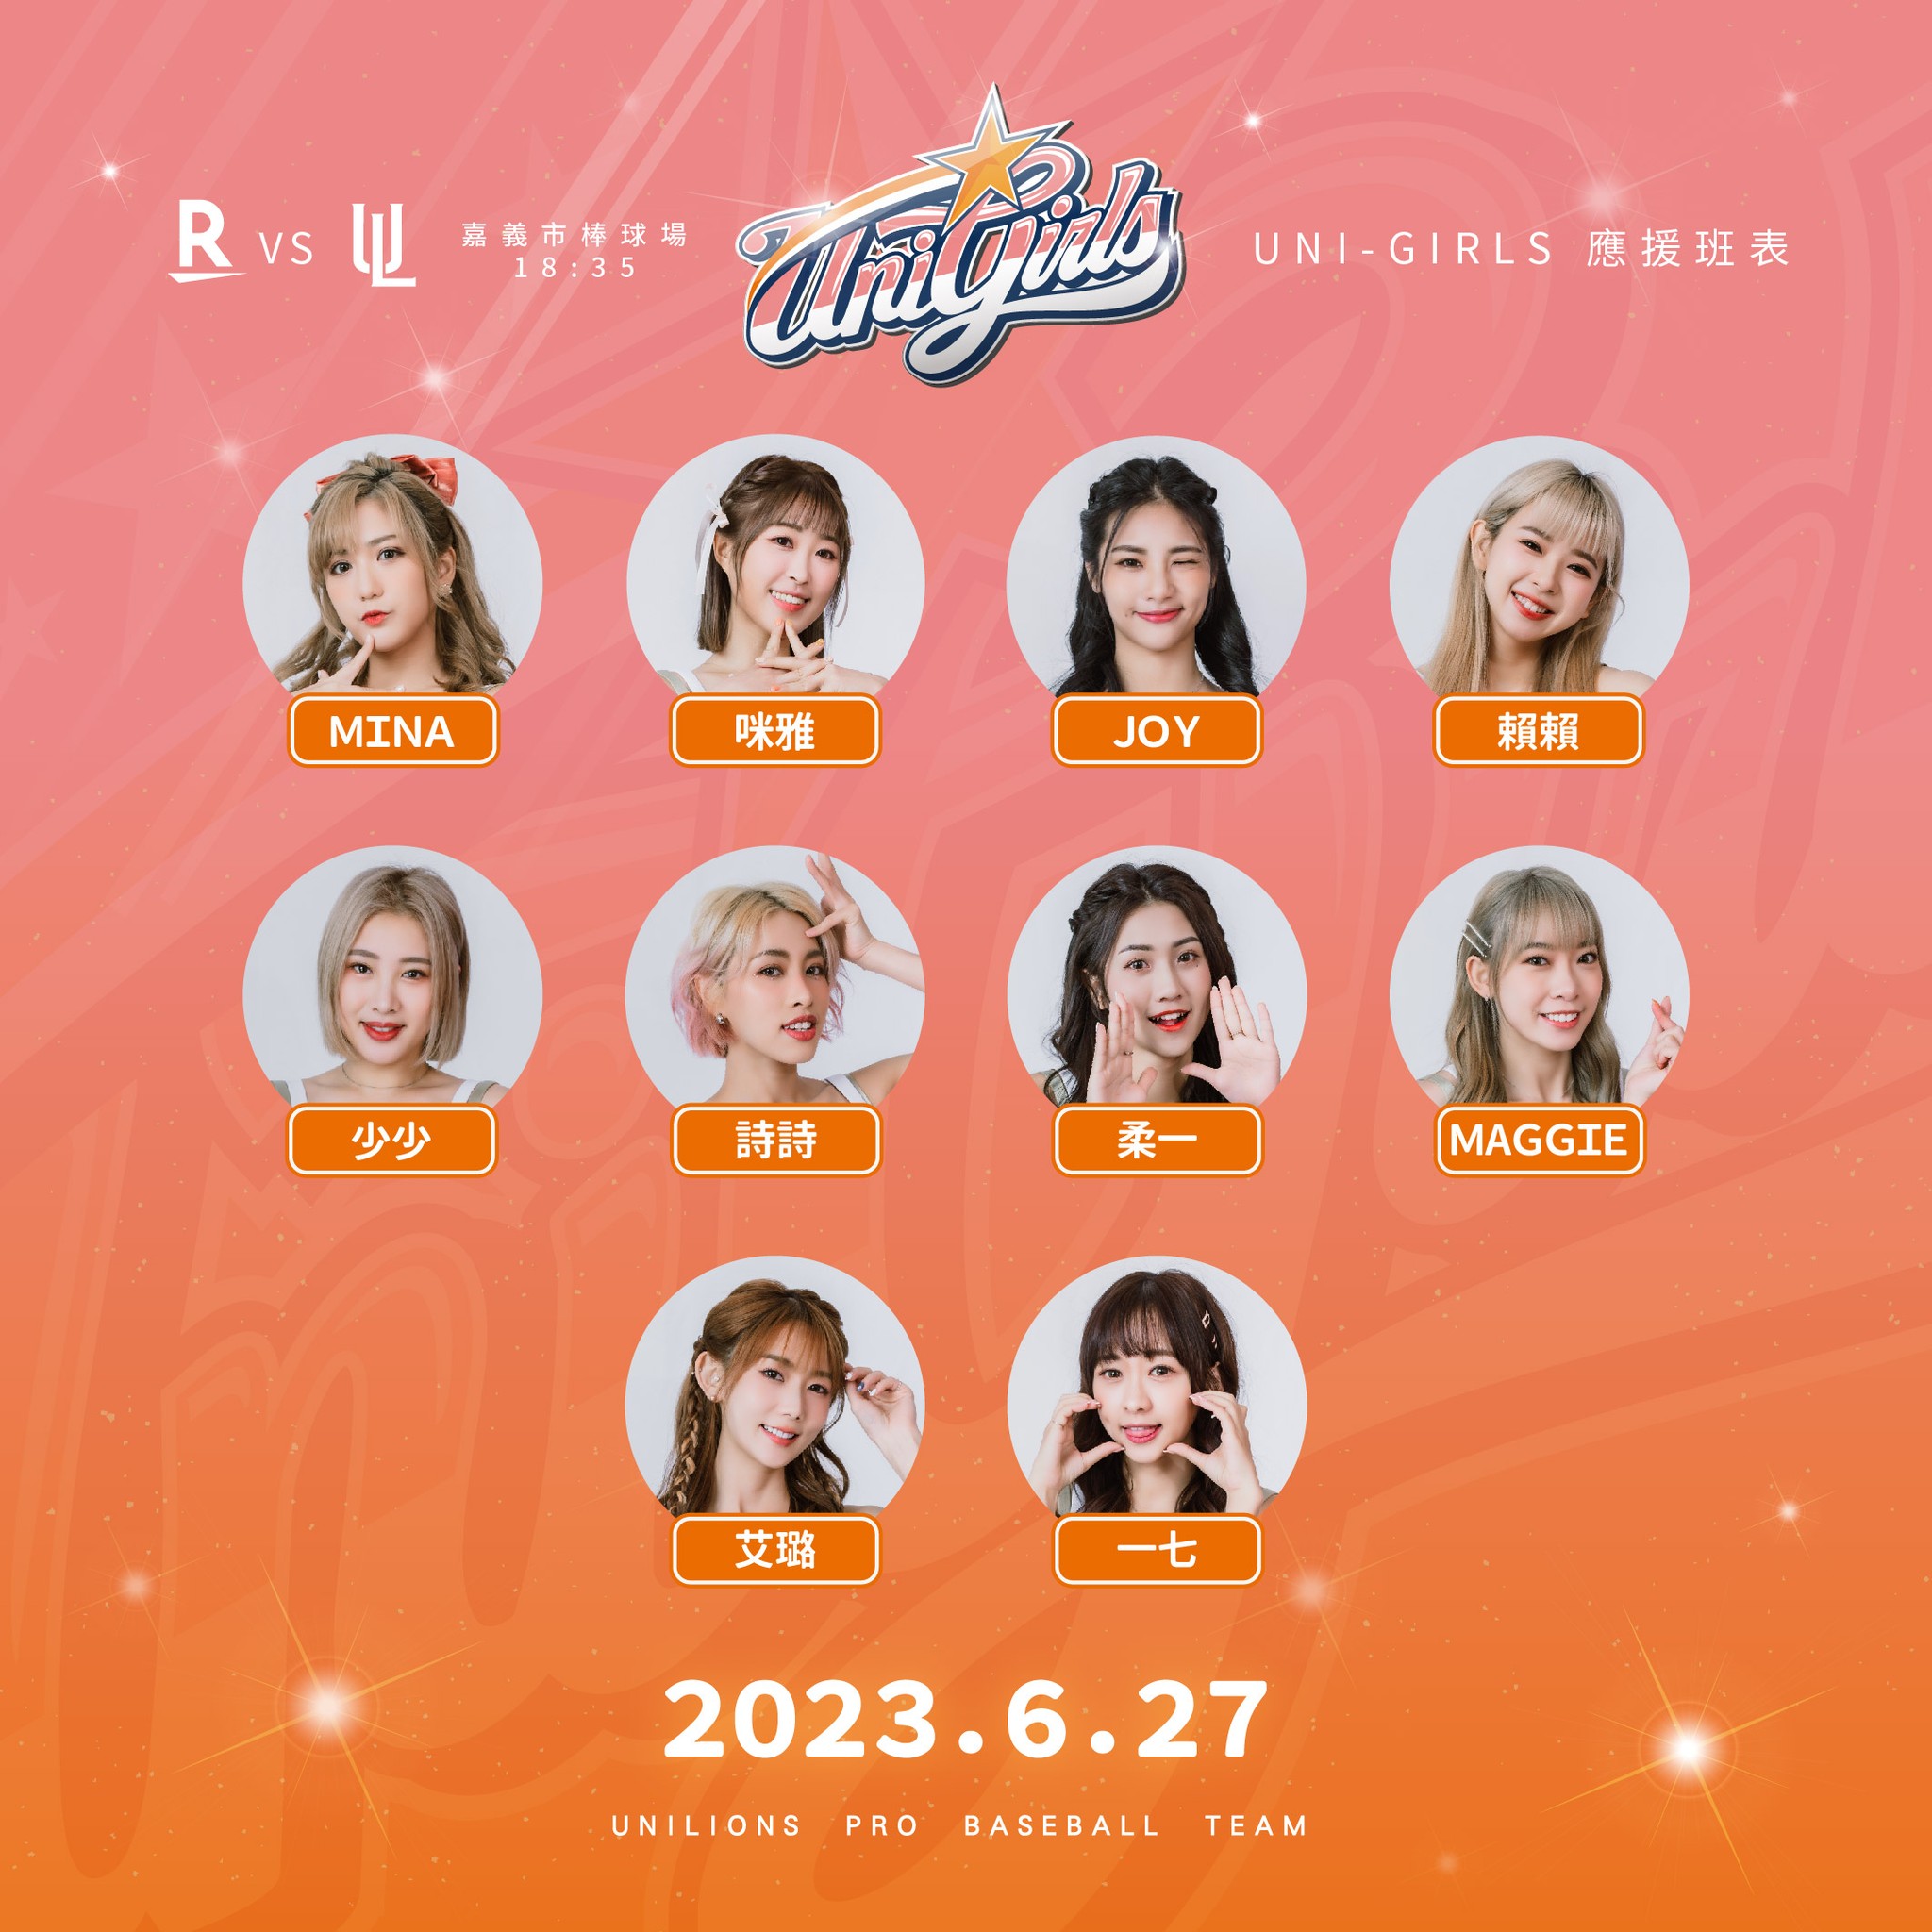 R VS UL
嘉義市棒球場
18:35
UniGirls
UNI-GIRLS 應援班表
MINA
咪雅
JOY
賴賴
少少
詩詩
柔一
MAGGIE
艾璐
一七
2023.6.27
UNILIONS PRO BASEBALL TEAM